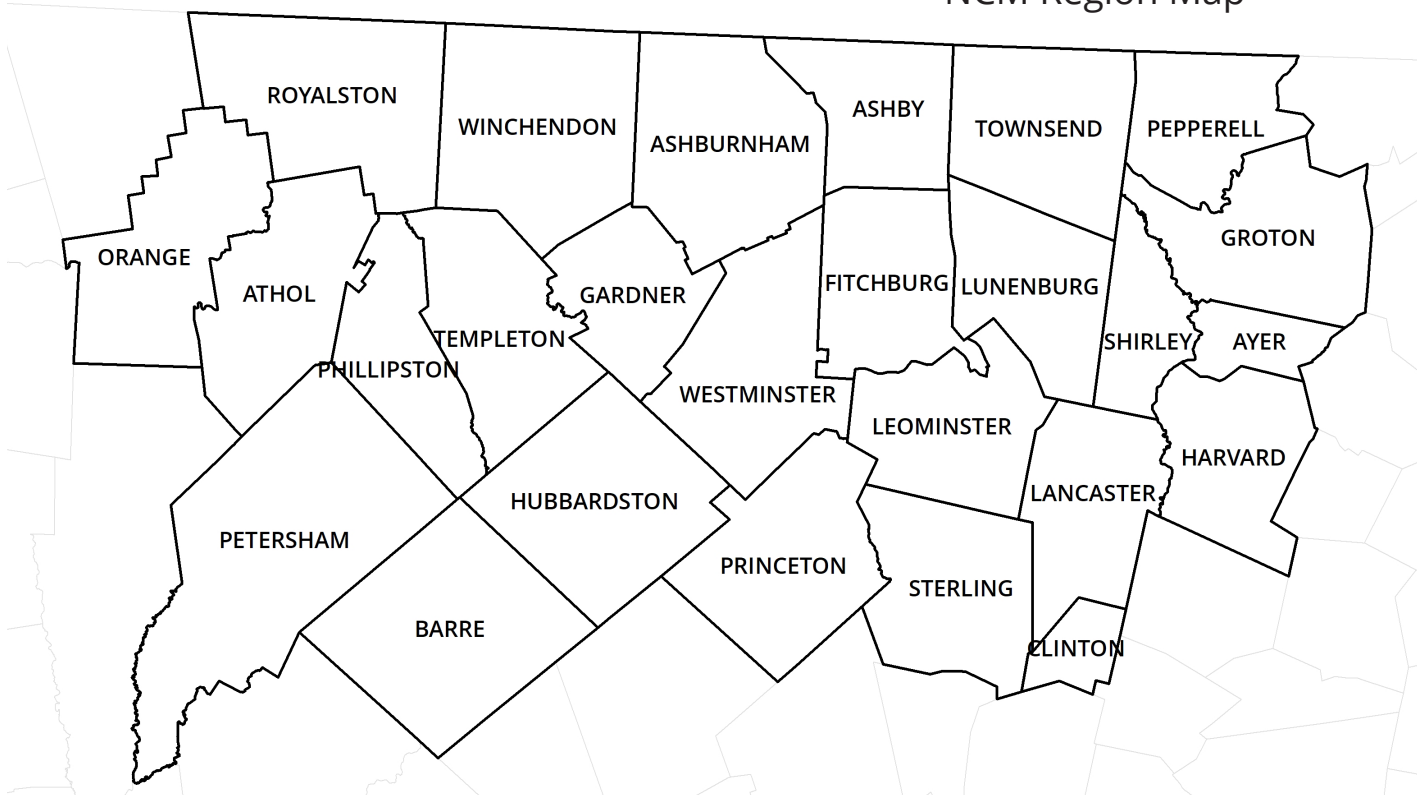 NCM Region Map
ROYALSTON
WINCHENDON
ASHBURNHAM
ASHBY
TOWNSEND
PEPPERELL
ORANGE
ATHOL
GARDNER
FITCHBURG
LUNENBURG
GROTON
TEMPLETON
PHILLIPSTON
WESTMINSTER
SHIRLEY
AYER
LEOMINSTER
HARVARD
LANCASTER
HUBBARDSTON
PETERSHAM
PRINCETON
STERLING
BARRE
CLINTON